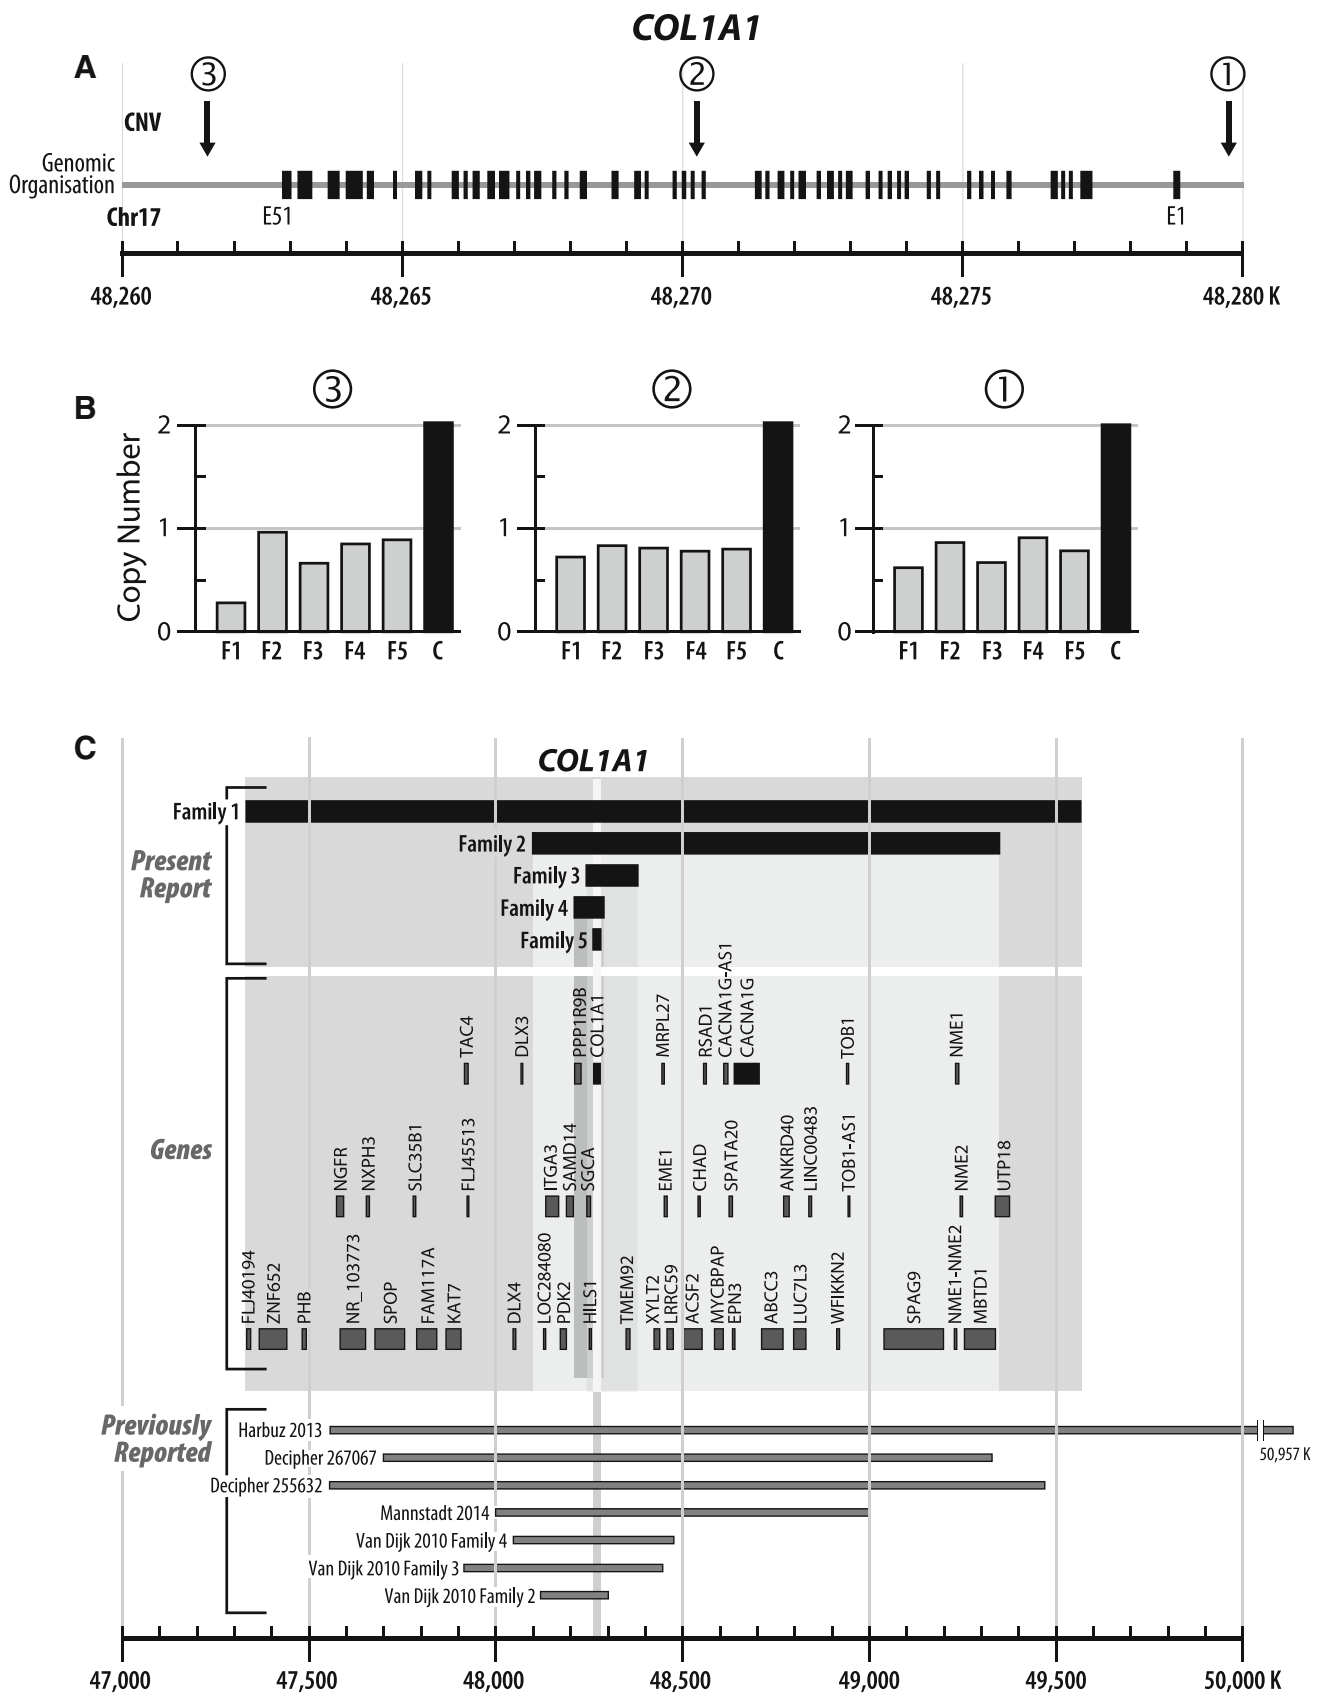 COL1A1
A
③ ② ①
CNV
Genomic
Organisation
E51 E1
Chr17
48,260 48,265 48,270 48,275 48,280 K
B
③ ② ①
Copy Number
2 2 2
1 1 1
0 0 0
F1 F2 F3 F4 F5 C F1 F2 F3 F4 F5 C F1 F2 F3 F4 F5 C
C
COL1A1
Present
Report
Family 1
Family 2
Family 3
Family 4
Family 5
Genes
TAC4 DLX3 PPP1R9B COL1A1 MRPL27 RSAD1 CACNA1G-AS1 CACNA1G TOB1 NME1
NGFR NXPH3 SLC35B1 FLJ45513 ITGA3 SAMD14 SGCA EME1 CHAD SPATA20 ANKRD40 LINC00483 TOB1-AS1 NME2 UTP18
FLJ40194 ZNF652 PHB NR_103773 SPOP FAM117A KAT7 DLX4 LOC284080 PDK2 HILS1 TMEM92 XYLT2 LRRC59 ACSF2 MYCBPAP EPN3 ABCC3 LUC7L3 WFIKKN2 SPAG9 NME1-NME2 MBTD1
Previously
Reported
Harbuz 2013
50,957 K
Decipher 267067
Decipher 255632
Mannstadt 2014
Van Dijk 2010 Family 4
Van Dijk 2010 Family 3
Van Dijk 2010 Family 2
47,000 47,500 48,000 48,500 49,000 49,500 50,000 K